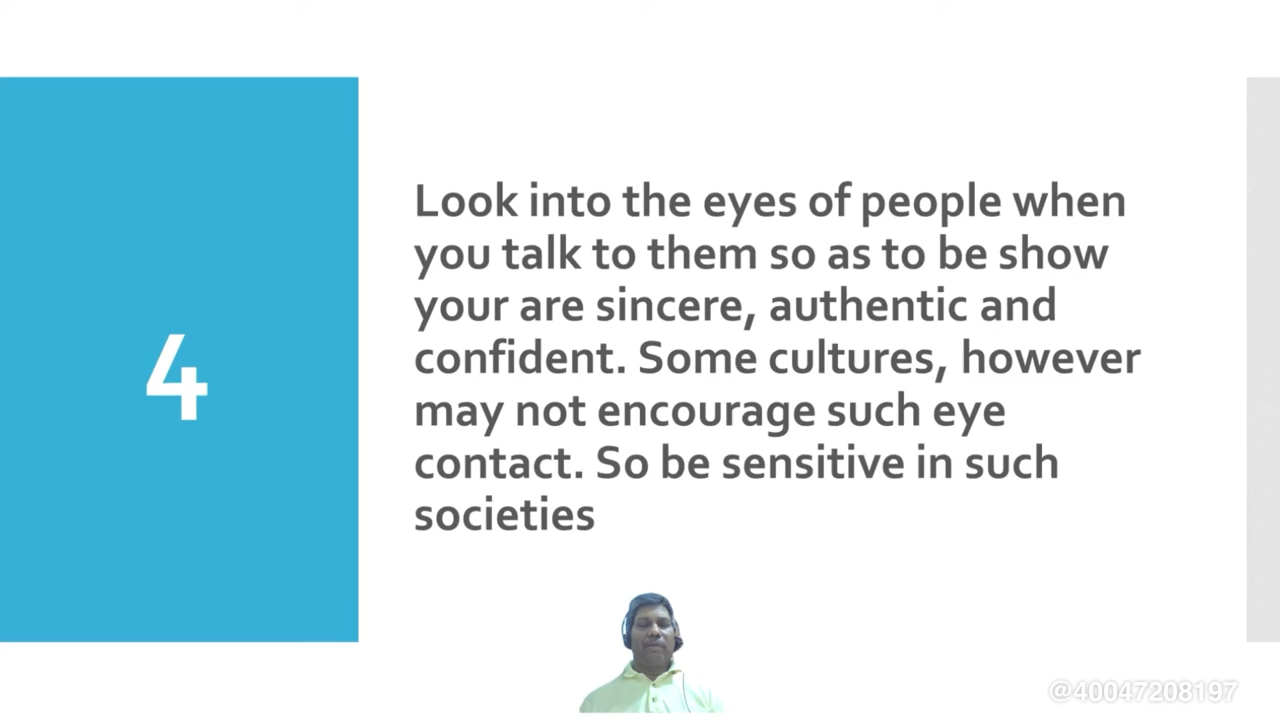 4
Look into the eyes of people when
you talk to them so as to be show
your are sincere, authentic and
confident. Some cultures, however
may not encourage such eye
contact. So be sensitive in such
societies
@40047208197